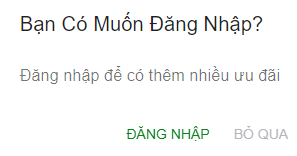 Bạn Có Muốn Đăng Nhập?
Đăng nhập để có thêm nhiều ưu đãi
ĐĂNG NHẬP BỎ QUA